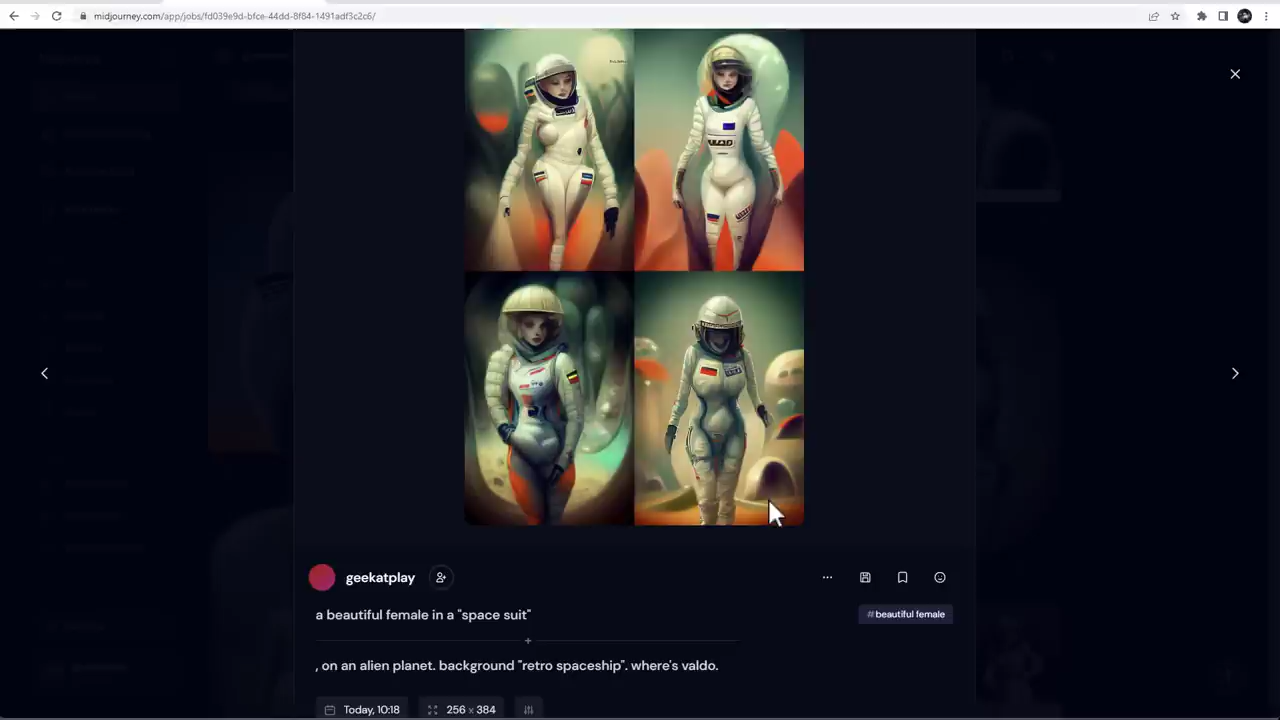 midjourney.com/app/jobs/fd039e9d-bfce-44dd-8f84-1491adf3c2c6/
geekatplay
a beautiful female in a "space suit"
#beautiful female
+
, on an alien planet. background "retro spaceship". where's valdo.
Today, 10:18
256 x 384